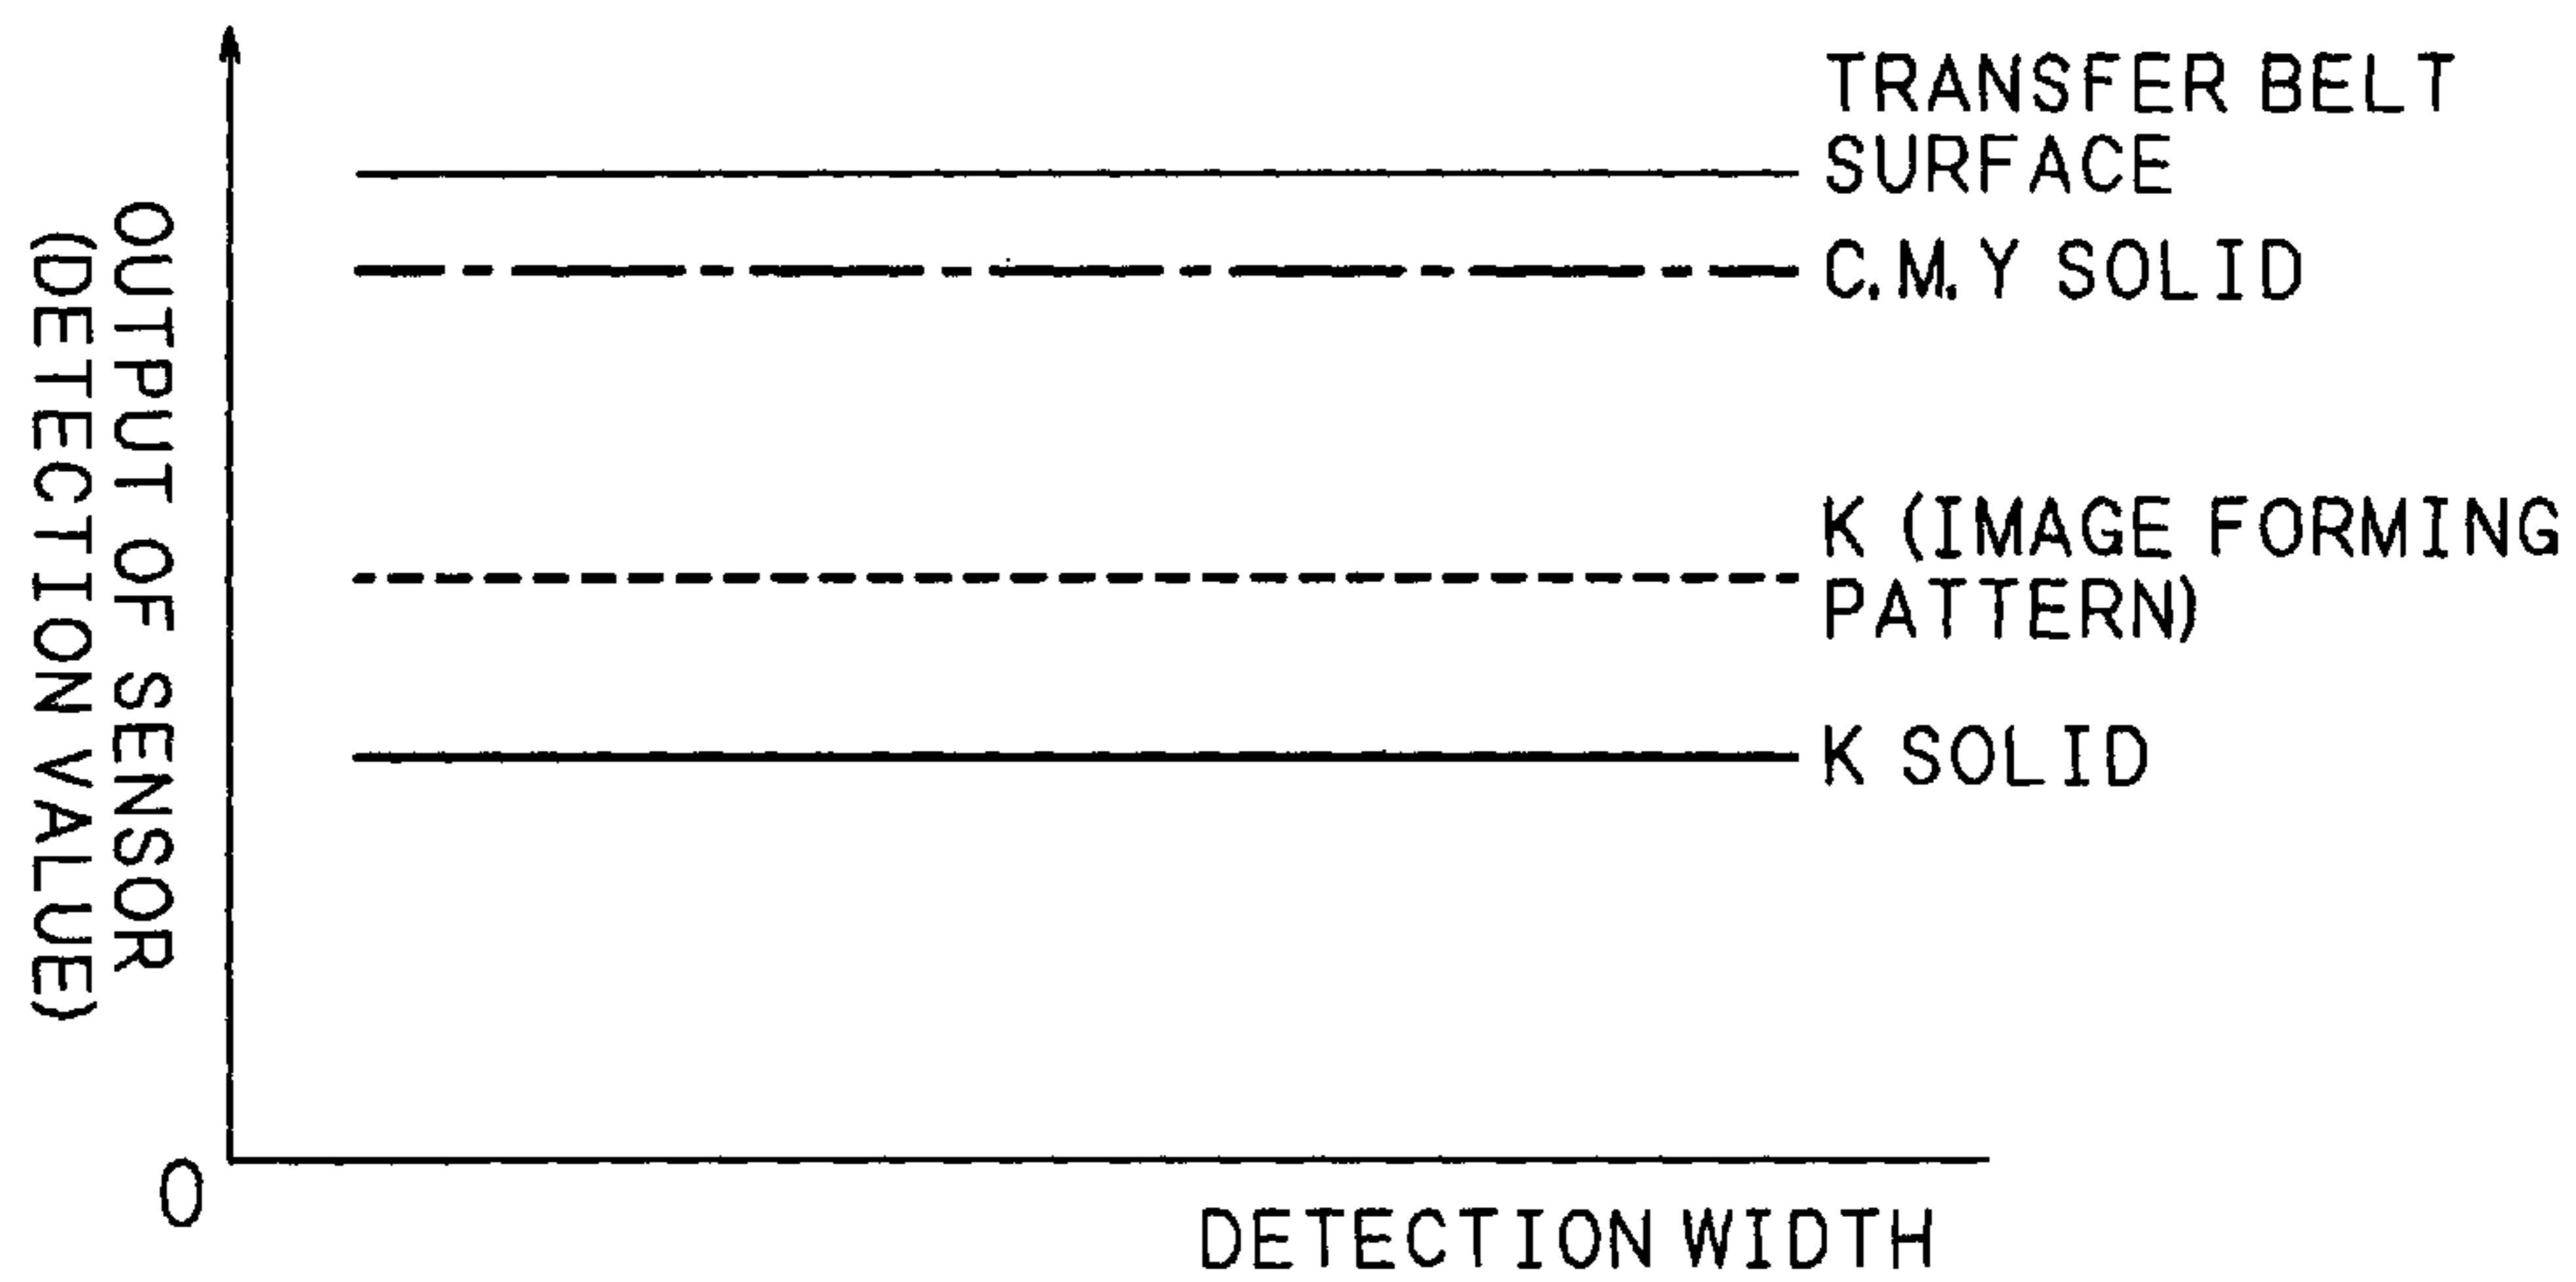 OUTPUT OF SENSOR
(DETECTION VALUE)
TRANSFER BELT
SURFACE
C.M.Y SOLID
K (IMAGE FORMING
PATTERN)
K SOLID
0
DETECTION WIDTH